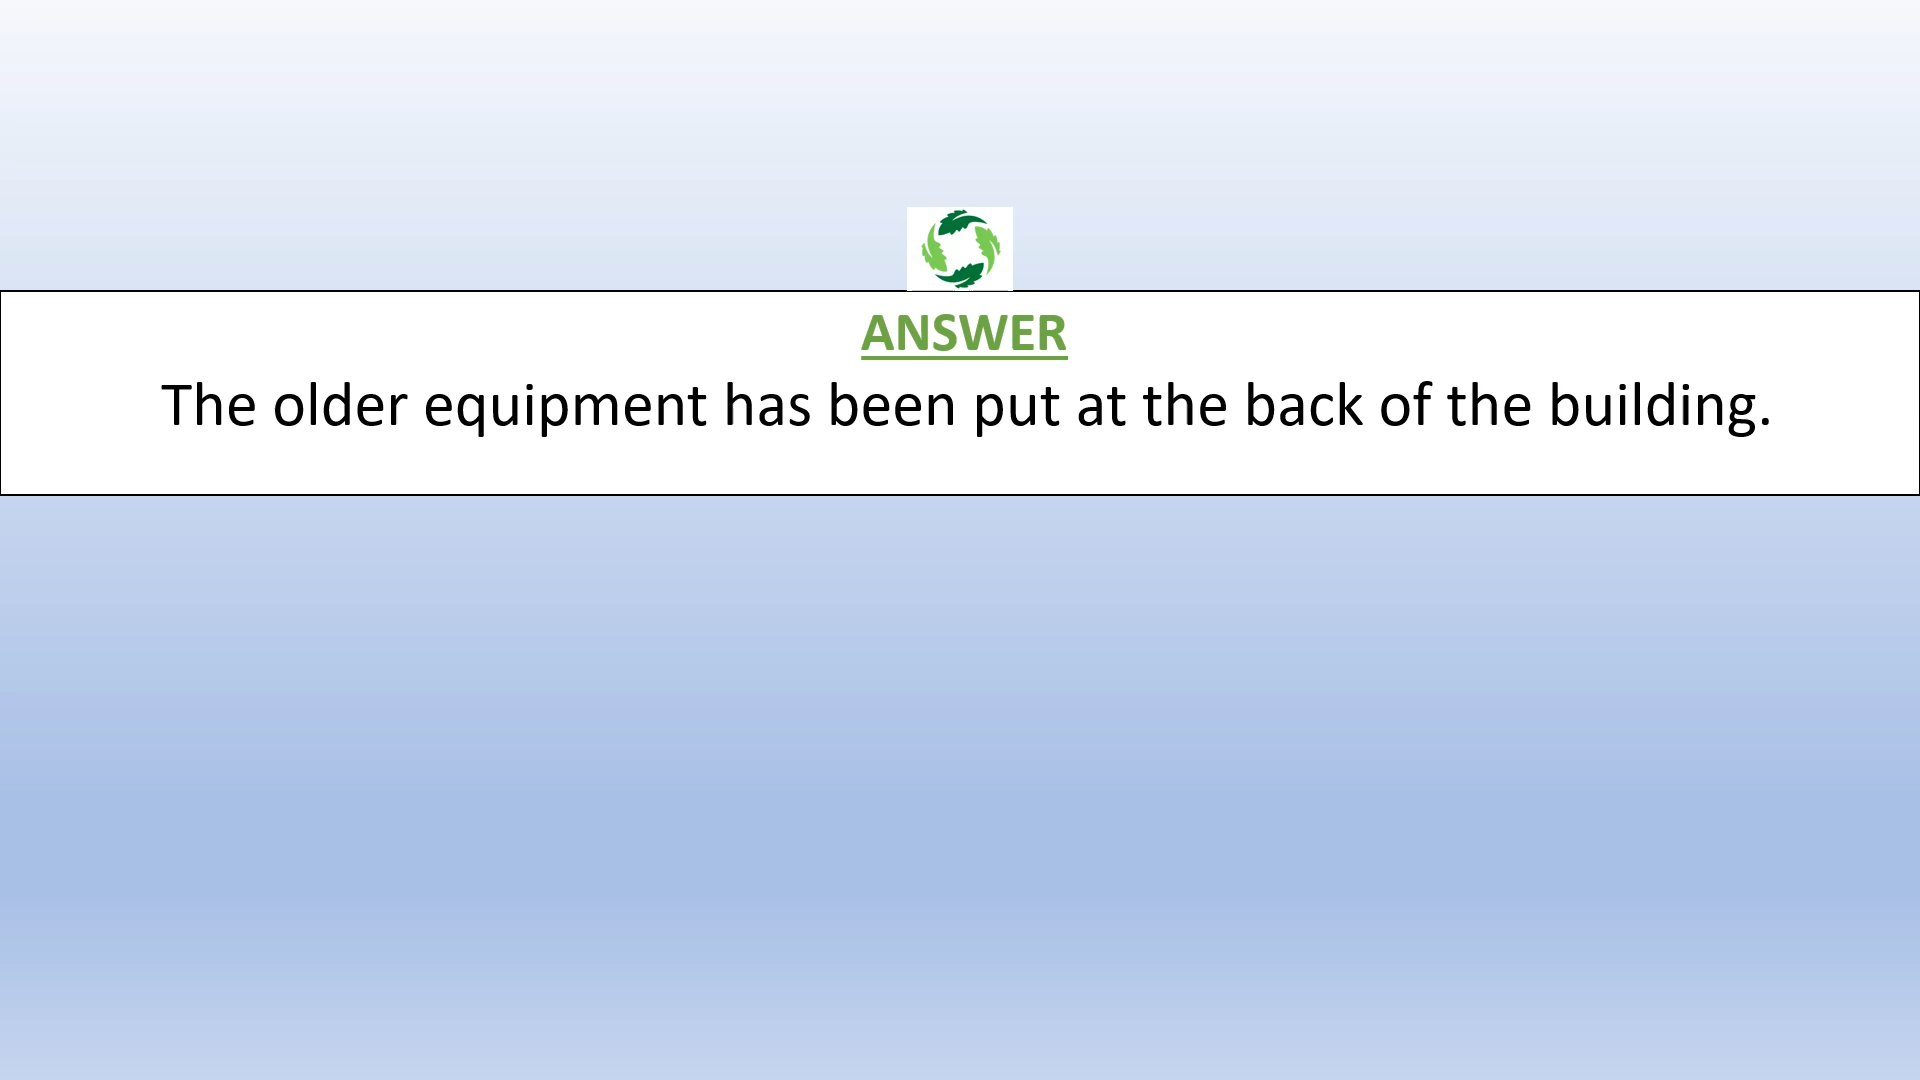 ANSWER
The older equipment has been put at the back of the building.